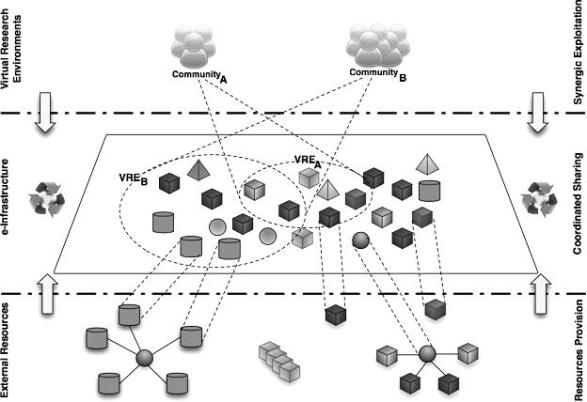 Virtual Research
Environments
Synergic Exploitation
Community A
Community B
e-Infrastructure
Coordinated Sharing
VRE A
VRE B
External Resources
Resources Provision